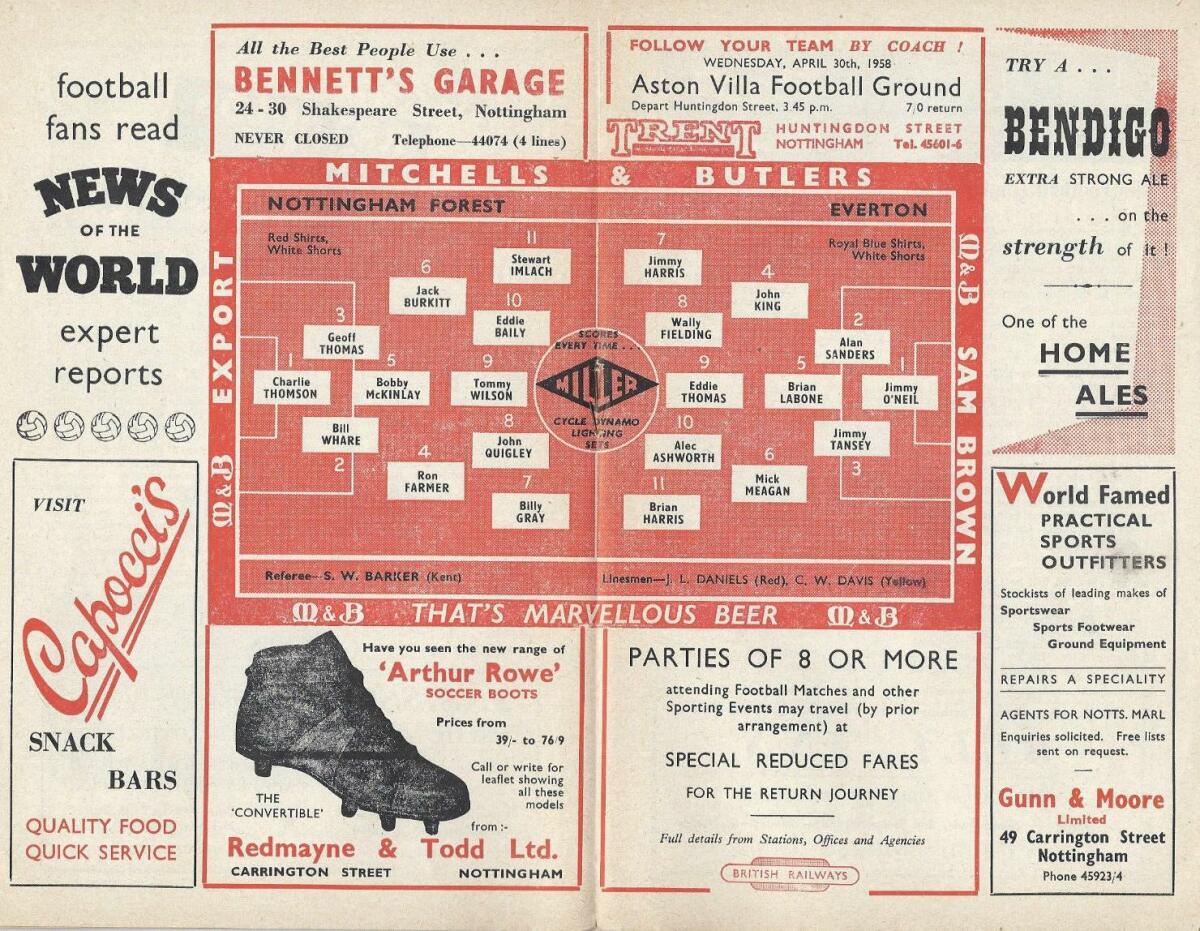 football
fans read
NEWS
OF THE
WORLD
expert
reports
VISIT
Capocci's
SNACK
BARS
QUALITY FOOD
QUICK SERVICE
All the Best People Use . . .
BENNETT'S GARAGE
24 - 30 Shakespeare Street, Nottingham
NEVER CLOSED Telephone—44074 (4 lines)
FOLLOW YOUR TEAM BY COACH !
WEDNESDAY, APRIL 30th, 1958
Aston Villa Football Ground
Depart Huntingdon Street, 3.45 p.m. 7/0 return
TRENT
HUNTINGDON STREET
NOTTINGHAM Tel. 45601-6
MITCHELLS & BUTLERS
M&B EXPORT
M&B SAM BROWN
NOTTINGHAM FOREST
EVERTON
Red Shirts,
White Shorts
Royal Blue Shirts,
White Shorts
11
Stewart
IMLACH
6
Jack
BURKITT
10
Eddie
BAILY
3
Geoff
THOMAS
1
Charlie
THOMSON
5
Bobby
McKINLAY
9
Tommy
WILSON
Bill
WHARE
2
8
John
QUIGLEY
4
Ron
FARMER
7
Billy
GRAY
SCORES
EVERY TIME . . .
MILLER
CYCLE DYNAMO
LIGHTING
SETS
7
Jimmy
HARRIS
4
John
KING
8
Wally
FIELDING
2
Alan
SANDERS
9
Eddie
THOMAS
5
Brian
LABONE
1
Jimmy
O'NEIL
10
Alec
ASHWORTH
Jimmy
TANSEY
3
6
Mick
MEAGAN
11
Brian
HARRIS
Referee—S. W. BARKER (Kent)
Linesmen—J. L. DANIELS (Red), C. W. DAVIS (Yellow)
M&B THAT'S MARVELLOUS BEER M&B
Have you seen the new range of
'Arthur Rowe'
SOCCER BOOTS
Prices from
39/- to 76/9
Call or write for
leaflet showing
all these
models
from :-
THE
'CONVERTIBLE'
Redmayne & Todd Ltd.
CARRINGTON STREET NOTTINGHAM
PARTIES OF 8 OR MORE
attending Football Matches and other
Sporting Events may travel (by prior
arrangement) at
SPECIAL REDUCED FARES
FOR THE RETURN JOURNEY
Full details from Stations, Offices and Agencies
BRITISH RAILWAYS
TRY A . . .
BENDIGO
EXTRA STRONG ALE
. . . on the
strength of it !
One of the
HOME
ALES
World Famed
PRACTICAL
SPORTS
OUTFITTERS
Stockists of leading makes of
Sportswear
Sports Footwear
Ground Equipment
REPAIRS A SPECIALITY
AGENTS FOR NOTTS. MARL
Enquiries solicited. Free lists
sent on request.
Gunn & Moore
Limited
49 Carrington Street
Nottingham
Phone 45923/4